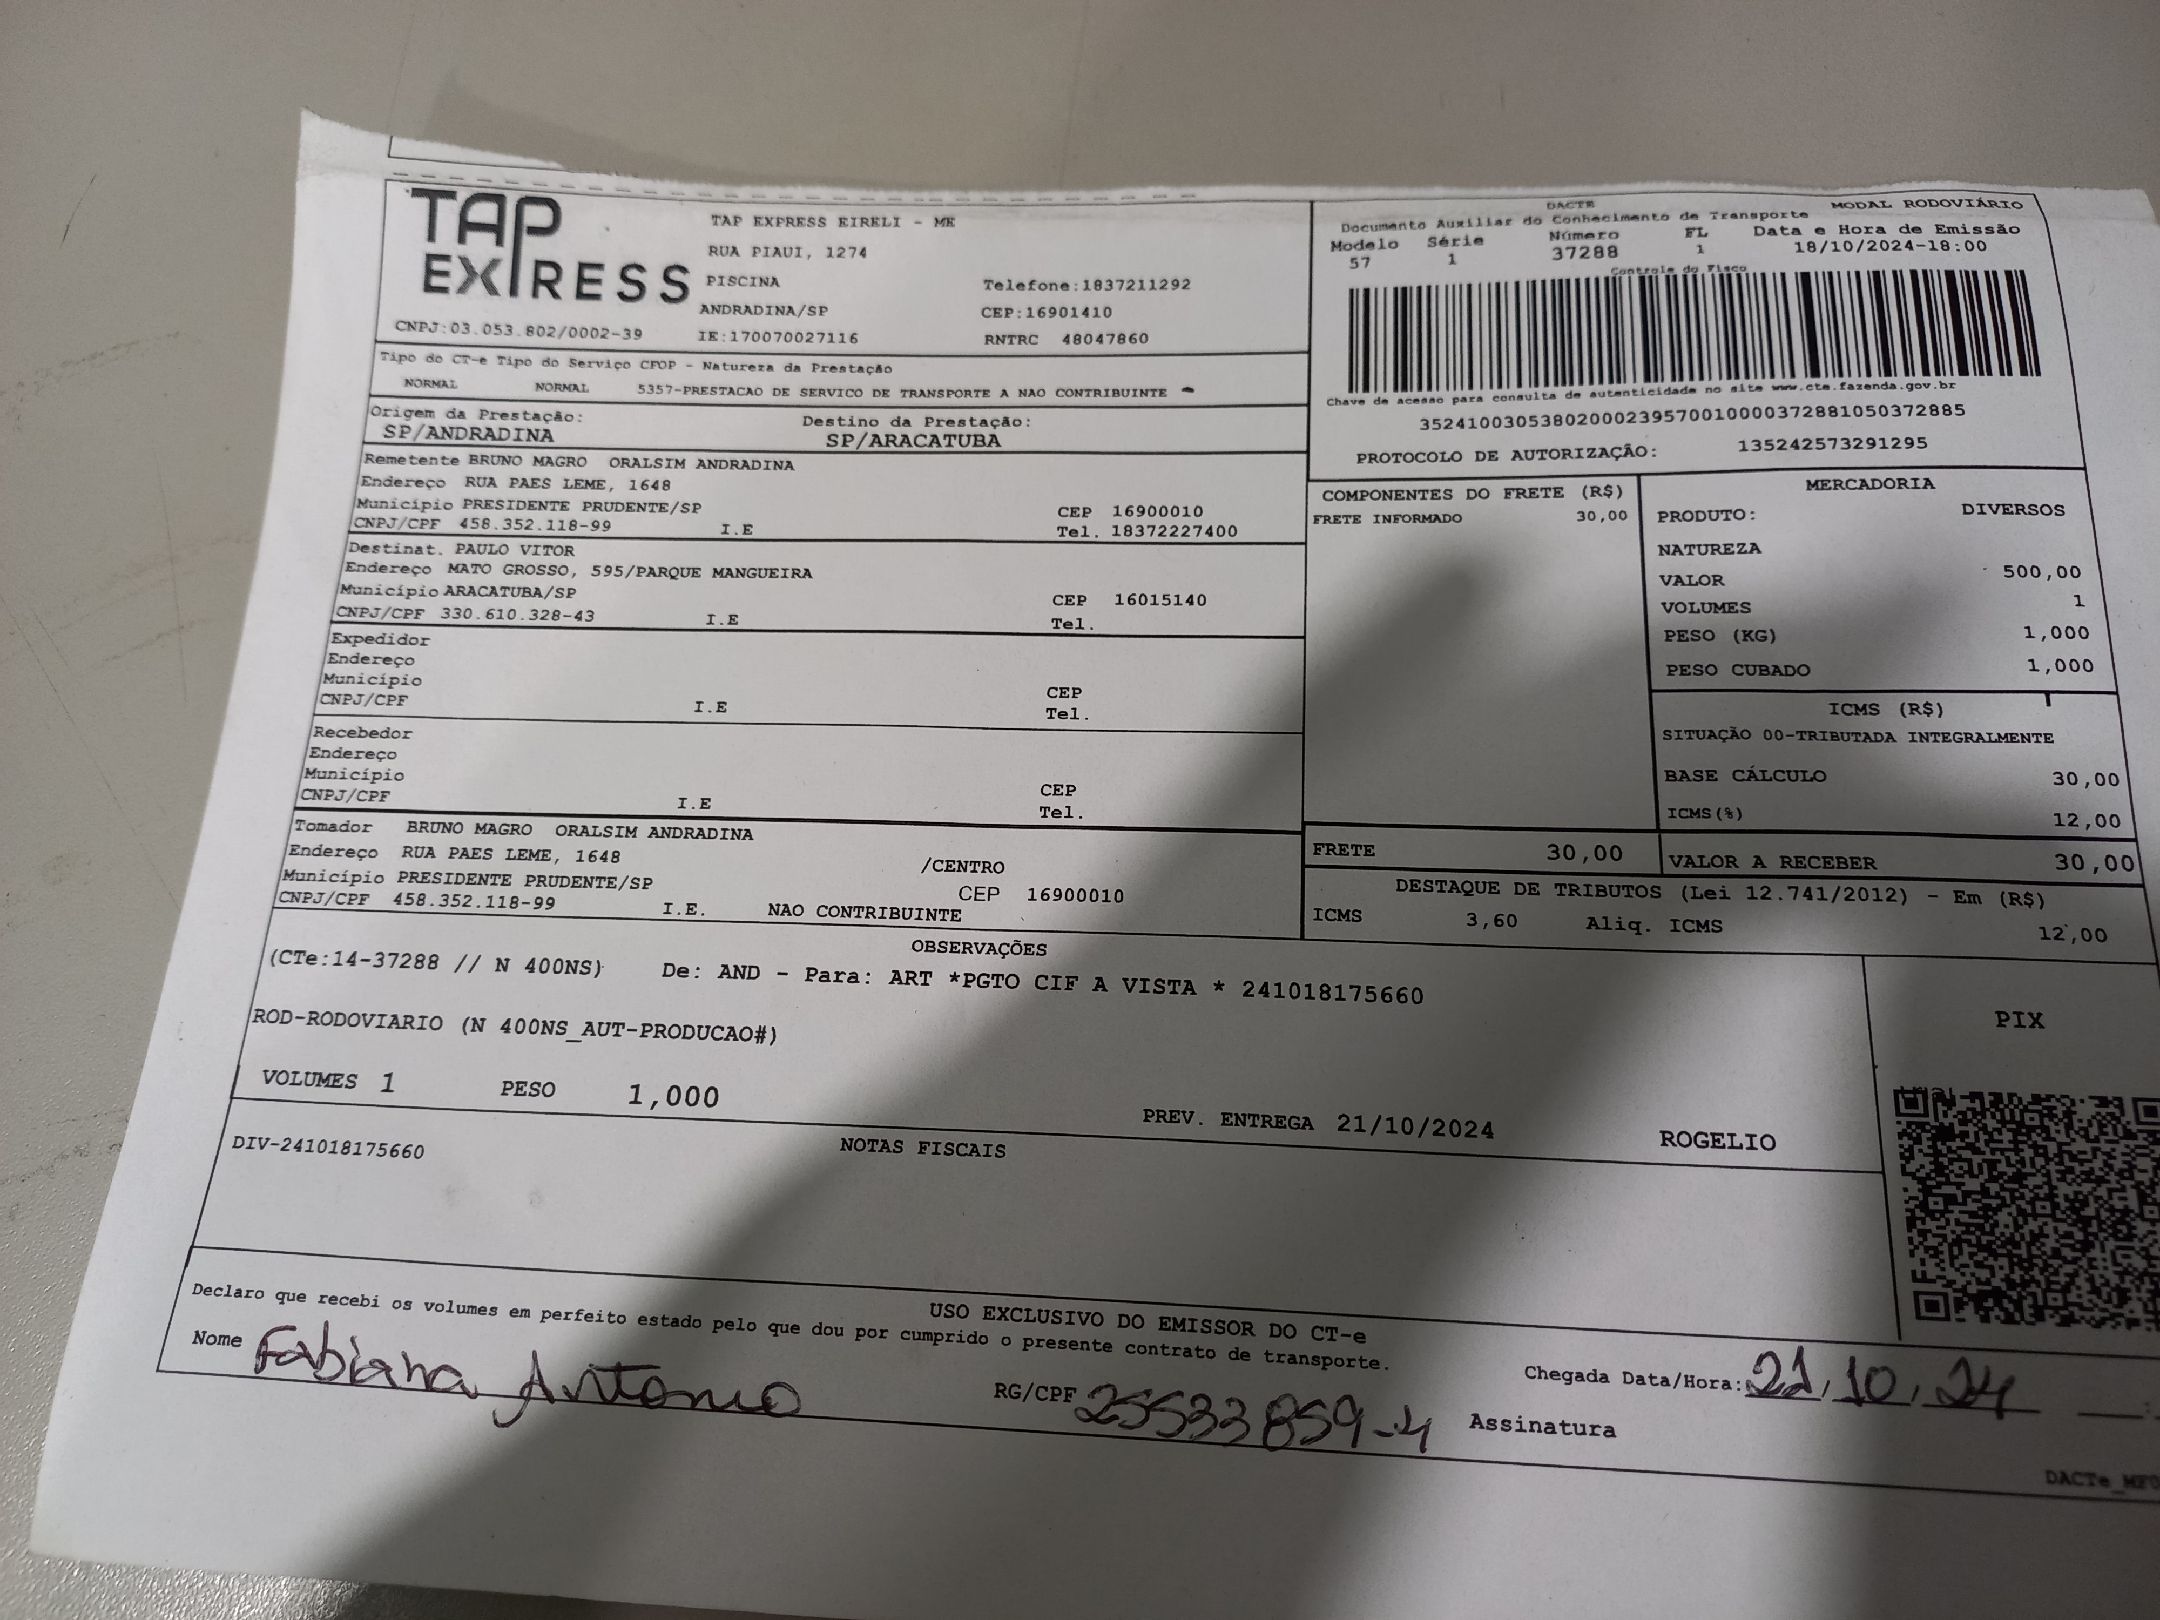 TAP
EXPRESS
CNPJ:03.053.802/0002-39
TAP EXPRESS EIRELI - ME
RUA PIAUI, 1274
PISCINA
Telefone:1837211292
ANDRADINA/SP
CEP:16901410
IE:170070027116
RNTRC 48047860
DACTE
MODAL RODOVIÁRIO
Documento Auxiliar do Conhecimento de Transporte
Modelo Série Número FL Data e Hora de Emissão
57 1 37288 1 18/10/2024-18:00
Controle do Fisco
Chave de acesso para consulta de autenticidade no site www.cte.fazenda.gov.br
35241003053802000239570010000372881050372885
PROTOCOLO DE AUTORIZAÇÃO: 135242573291295
Tipo do CT-e Tipo do Serviço CFOP - Natureza da Prestação
NORMAL NORMAL 5357-PRESTACAO DE SERVICO DE TRANSPORTE A NAO CONTRIBUINTE
Origem da Prestação: Destino da Prestação:
SP/ANDRADINA SP/ARACATUBA
Remetente BRUNO MAGRO ORALSIM ANDRADINA
Endereço RUA PAES LEME, 1648
Município PRESIDENTE PRUDENTE/SP CEP 16900010
CNPJ/CPF 458.352.118-99 I.E Tel. 18372227400
Destinat. PAULO VITOR
Endereço MATO GROSSO, 595/PARQUE MANGUEIRA
Município ARACATUBA/SP CEP 16015140
CNPJ/CPF 330.610.328-43 I.E Tel.
Expedidor
Endereço
Município CEP
CNPJ/CPF I.E Tel.
Recebedor
Endereço
Município CEP
CNPJ/CPF I.E Tel.
Tomador BRUNO MAGRO ORALSIM ANDRADINA
Endereço RUA PAES LEME, 1648 /CENTRO
Município PRESIDENTE PRUDENTE/SP CEP 16900010
CNPJ/CPF 458.352.118-99 I.E. NAO CONTRIBUINTE
COMPONENTES DO FRETE (R$)
FRETE INFORMADO 30,00
MERCADORIA
PRODUTO: DIVERSOS
NATUREZA
VALOR 500,00
VOLUMES 1
PESO (KG) 1,000
PESO CUBADO 1,000
ICMS (R$)
SITUAÇÃO 00-TRIBUTADA INTEGRALMENTE
BASE CÁLCULO 30,00
ICMS(%) 12,00
FRETE 30,00 VALOR A RECEBER 30,00
DESTAQUE DE TRIBUTOS (Lei 12.741/2012) - Em (R$)
ICMS 3,60 Aliq. ICMS 12,00
OBSERVAÇÕES
(CTe:14-37288 // N 400NS) De: AND - Para: ART *PGTO CIF A VISTA * 241018175660
ROD-RODOVIARIO (N 400NS_AUT-PRODUCAO#)
VOLUMES 1 PESO 1,000
PREV. ENTREGA 21/10/2024 ROGELIO
PIX
NOTAS FISCAIS
DIV-241018175660
USO EXCLUSIVO DO EMISSOR DO CT-e
Declaro que recebi os volumes em perfeito estado pelo que dou por cumprido o presente contrato de transporte.
Nome Fabiana Antonio RG/CPF 25533859-4
Chegada Data/Hora: 21, 10, 24 :
Assinatura